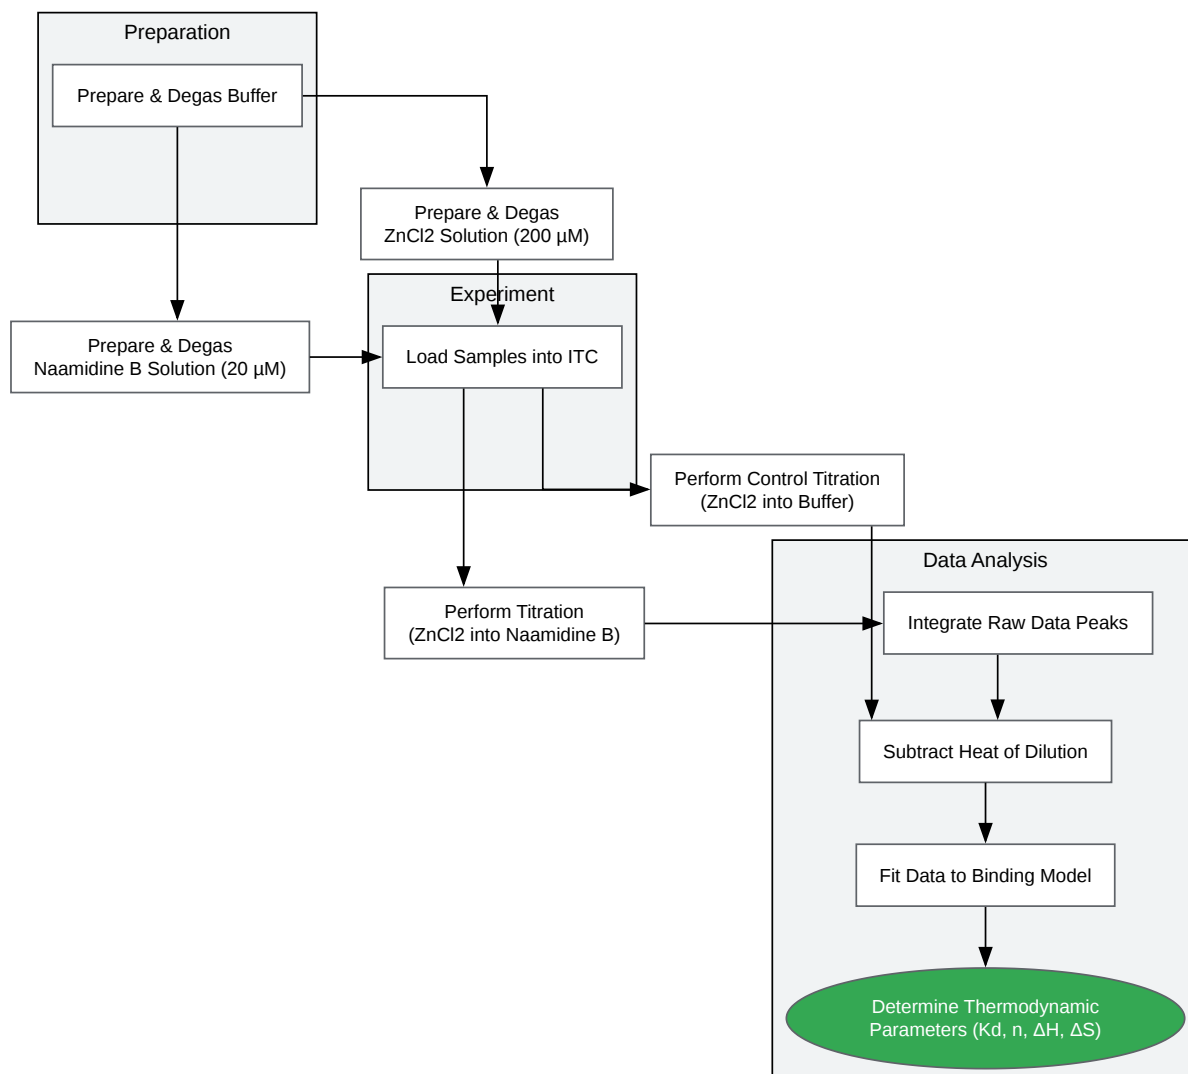 Preparation
Prepare & Degas Buffer
Prepare & Degas
ZnCl2 Solution (200 µM)
Experiment
Prepare & Degas
Naamidine B Solution (20 µM)
Load Samples into ITC
Perform Control Titration
(ZnCl2 into Buffer)
Data Analysis
Perform Titration
(ZnCl2 into Naamidine B)
Integrate Raw Data Peaks
Subtract Heat of Dilution
Fit Data to Binding Model
Determine Thermodynamic
Parameters (Kd, n, ΔH, ΔS)